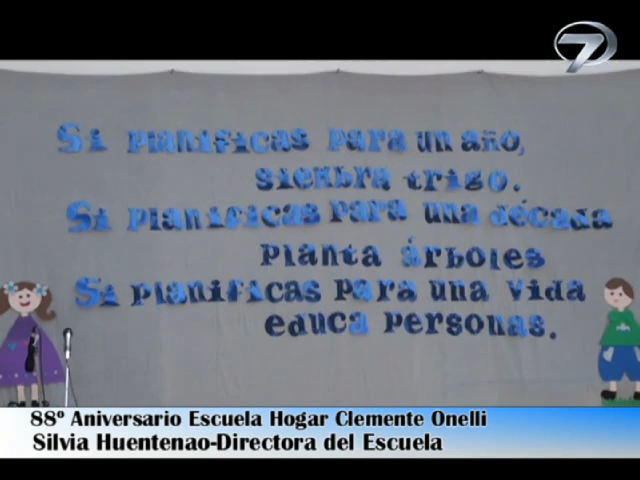 7
Si planificas para un año,
siembra trigo.
Si planificas para una década
planta árboles
Si planificas para una vida
educa personas.
88º Aniversario Escuela Hogar Clemente Onelli
Silvia Huentenao-Directora del Escuela